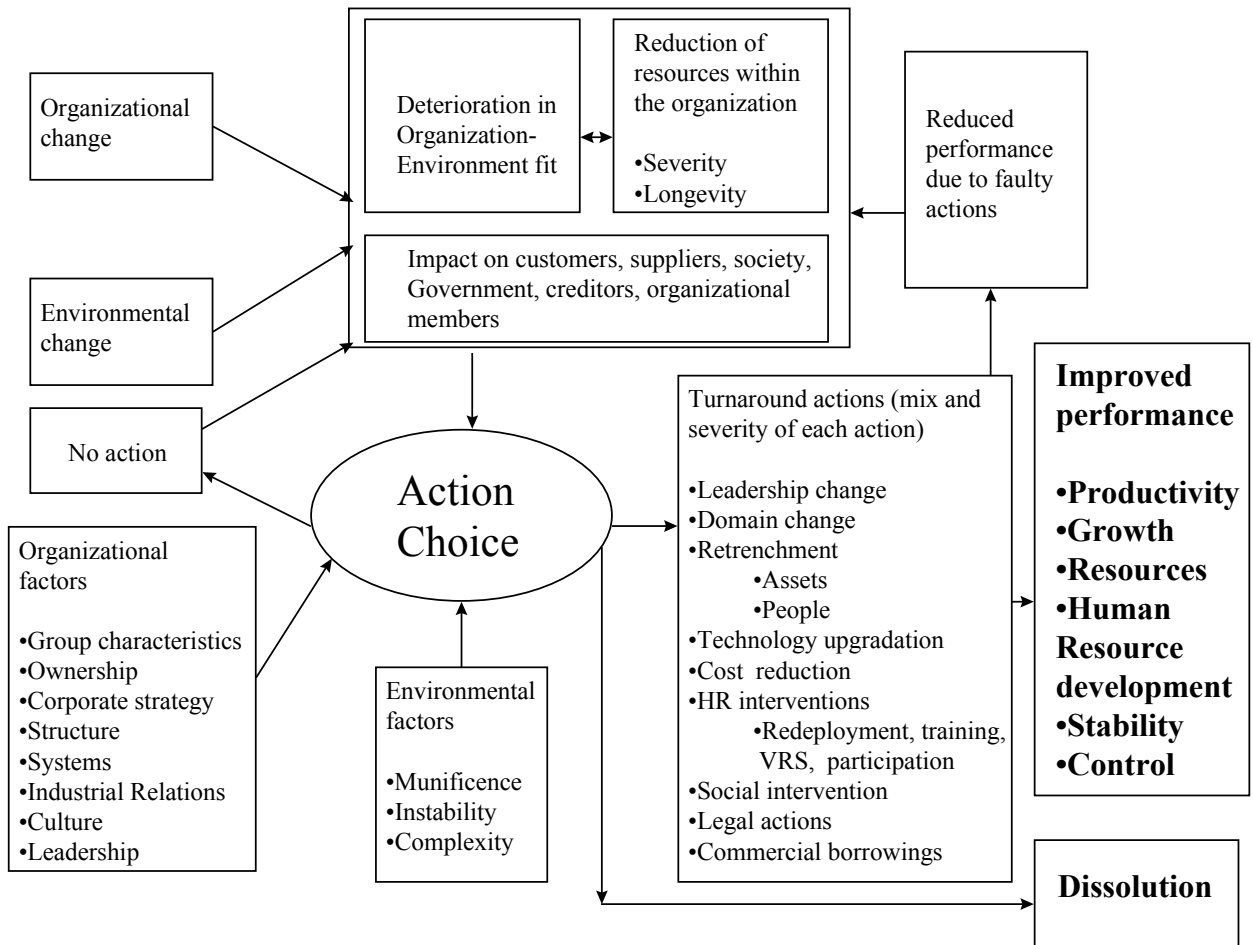 Organizational
change
Deterioration in
Organization-
Environment fit
Reduction of
resources within
the organization
•Severity
•Longevity
Reduced
performance
due to faulty
actions
Environmental
change
Impact on customers, suppliers, society,
Government, creditors, organizational
members
No action
Action
Choice
Organizational
factors
•Group characteristics
•Ownership
•Corporate strategy
•Structure
•Systems
•Industrial Relations
•Culture
•Leadership
Environmental
factors
•Munificence
•Instability
•Complexity
Turnaround actions (mix and
severity of each action)
•Leadership change
•Domain change
•Retrenchment
•Assets
•People
•Technology upgradation
•Cost reduction
•HR interventions
•Redeployment, training,
VRS, participation
•Social intervention
•Legal actions
•Commercial borrowings
Improved
performance
•Productivity
•Growth
•Resources
•Human
Resource
development
•Stability
•Control
Dissolution